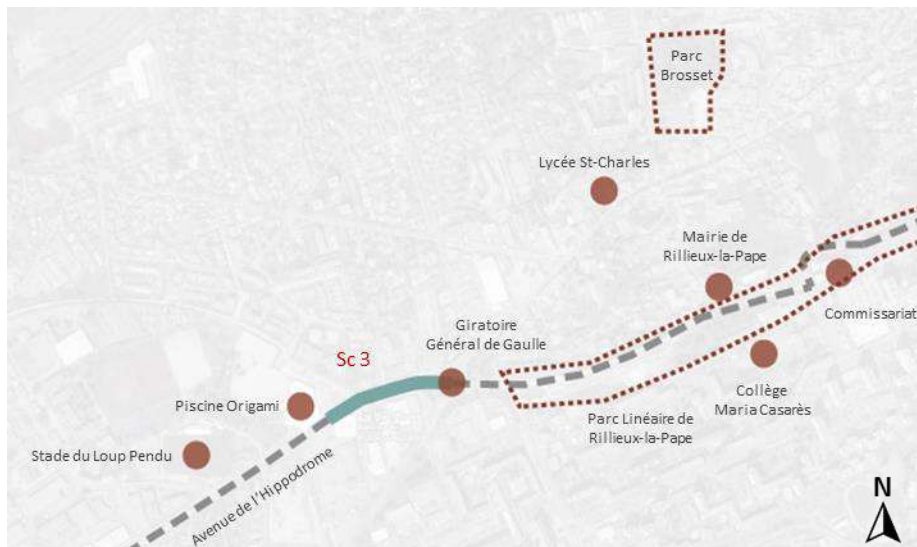 Parc
Brosset
Lycée St-Charles
Mairie de
Rillieux-la-Pape
Commissariat
Giratoire
Général de Gaulle
Sc 3
Collège
Maria Casarès
Piscine Origami
Parc Linéaire de
Rillieux-la-Pape
Stade du Loup Pendu
Avenue de l'Hippodrome
N